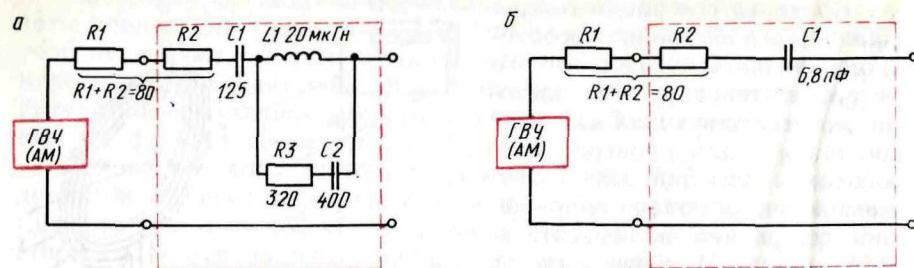 а
R1
R2
C1
L1 20 мкГн
125
R1+R2=80
ГВЧ
(АМ)
R3
C2
320
400
б
R1
R2
C1
6,8 пФ
R1+R2=80
ГВЧ
(АМ)